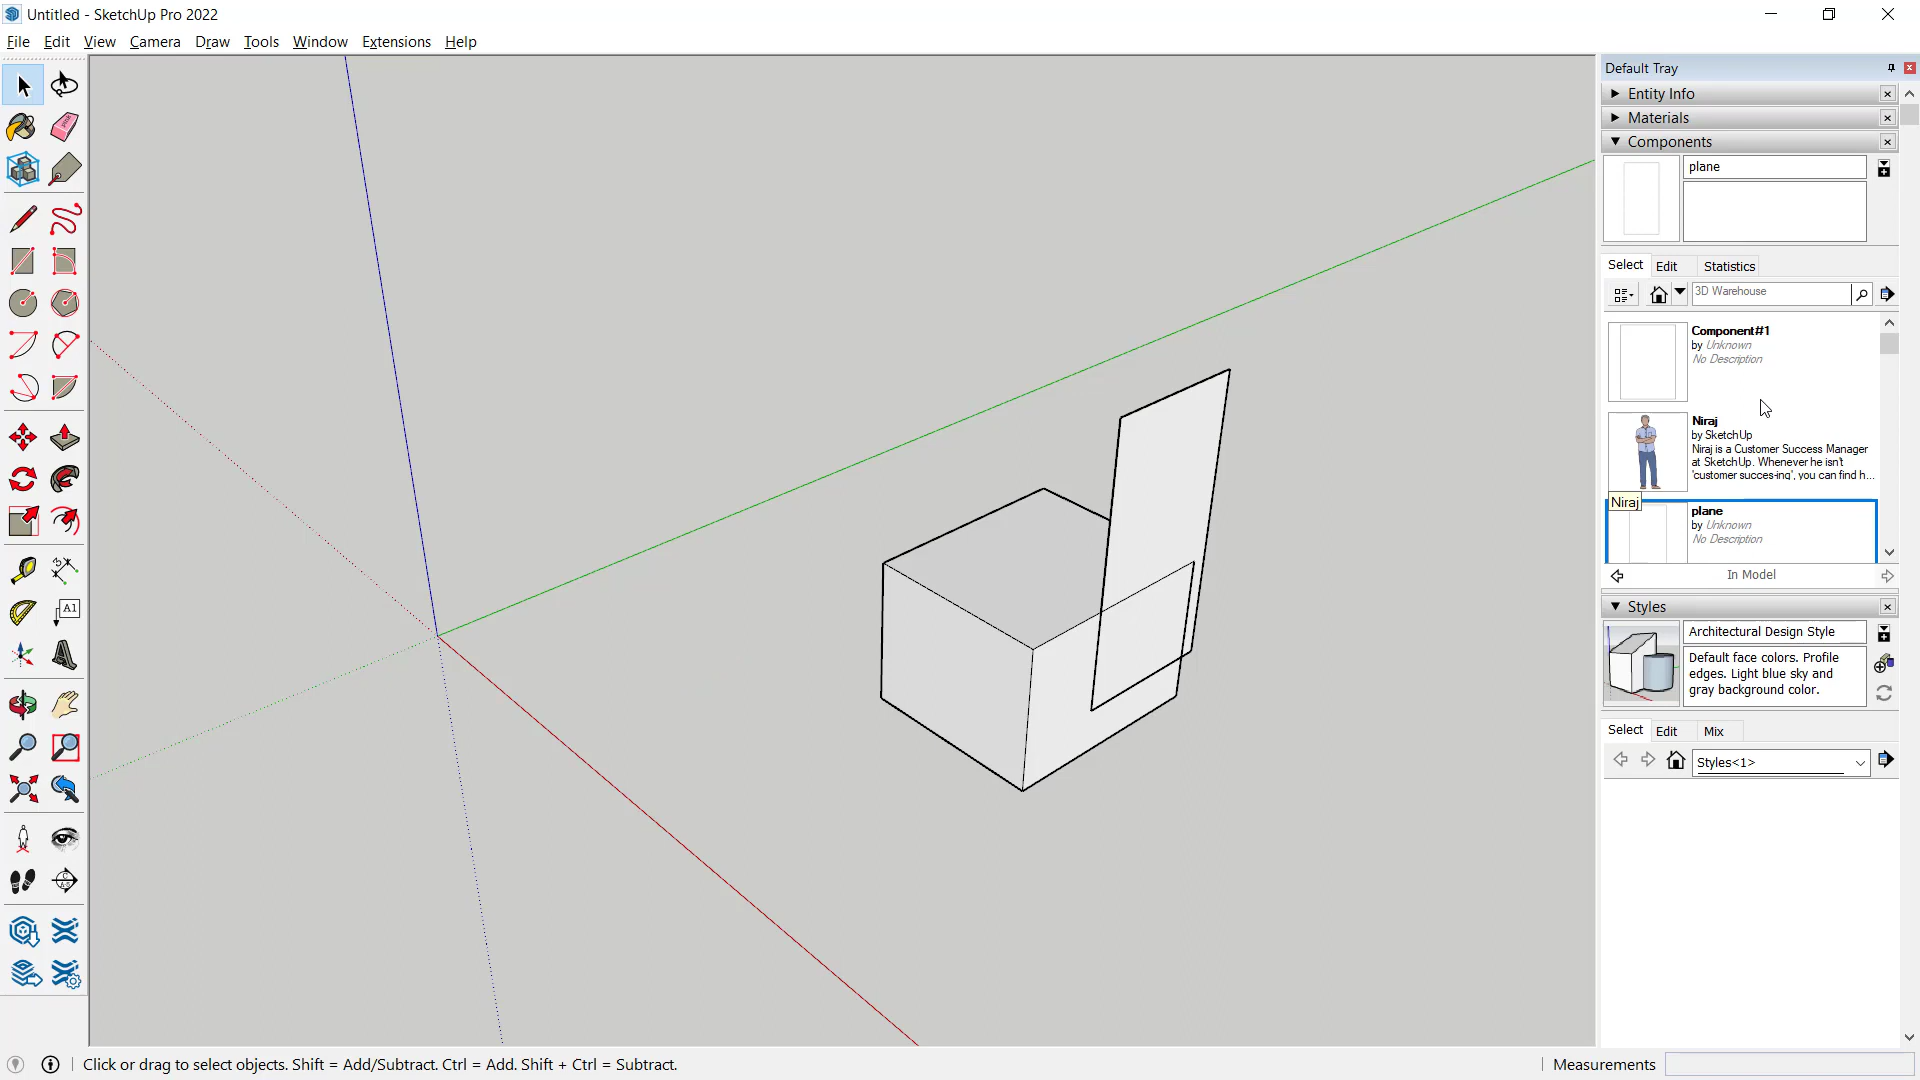 Untitled - SketchUp Pro 2022
File Edit View Camera Draw Tools Window Extensions Help
Default Tray
Entity Info
Materials
Components
plane
Select Edit Statistics
3D Warehouse
Component#1
by Unknown
No Description
Niraj
by SketchUp
Niraj is a Customer Success Manager
at SketchUp. Whenever he isn't
'customer succes-ing', you can find h...
Niraj
plane
by Unknown
No Description
In Model
Styles
Architectural Design Style
Default face colors. Profile
edges. Light blue sky and
gray background color.
Select Edit Mix
Styles<1>
A1
Click or drag to select objects. Shift = Add/Subtract. Ctrl = Add. Shift + Ctrl = Subtract.
Measurements